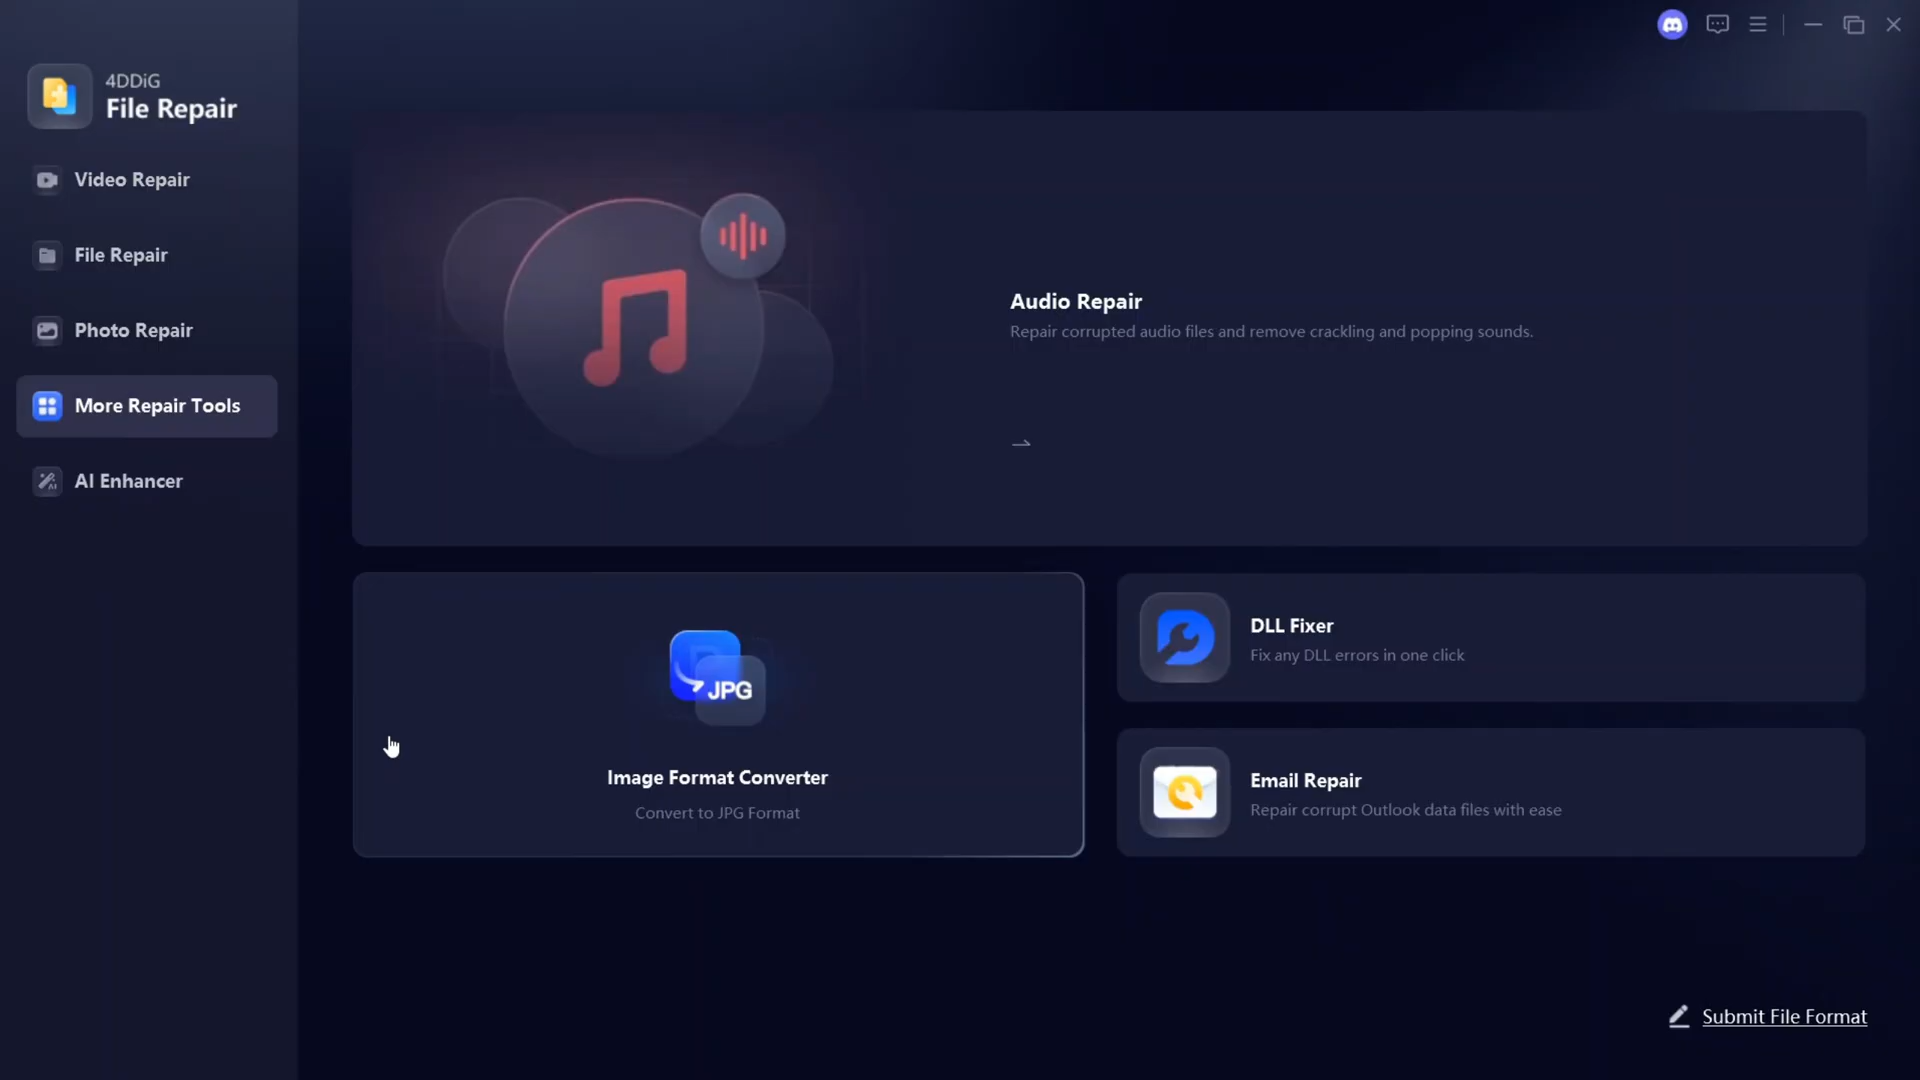 4DDiG
File Repair
Video Repair
File Repair
Photo Repair
More Repair Tools
AI Enhancer
Audio Repair
Repair corrupted audio files and remove crackling and popping sounds.
JPG
Image Format Converter
Convert to JPG Format
DLL Fixer
Fix any DLL errors in one click
Email Repair
Repair corrupt Outlook data files with ease
Submit File Format